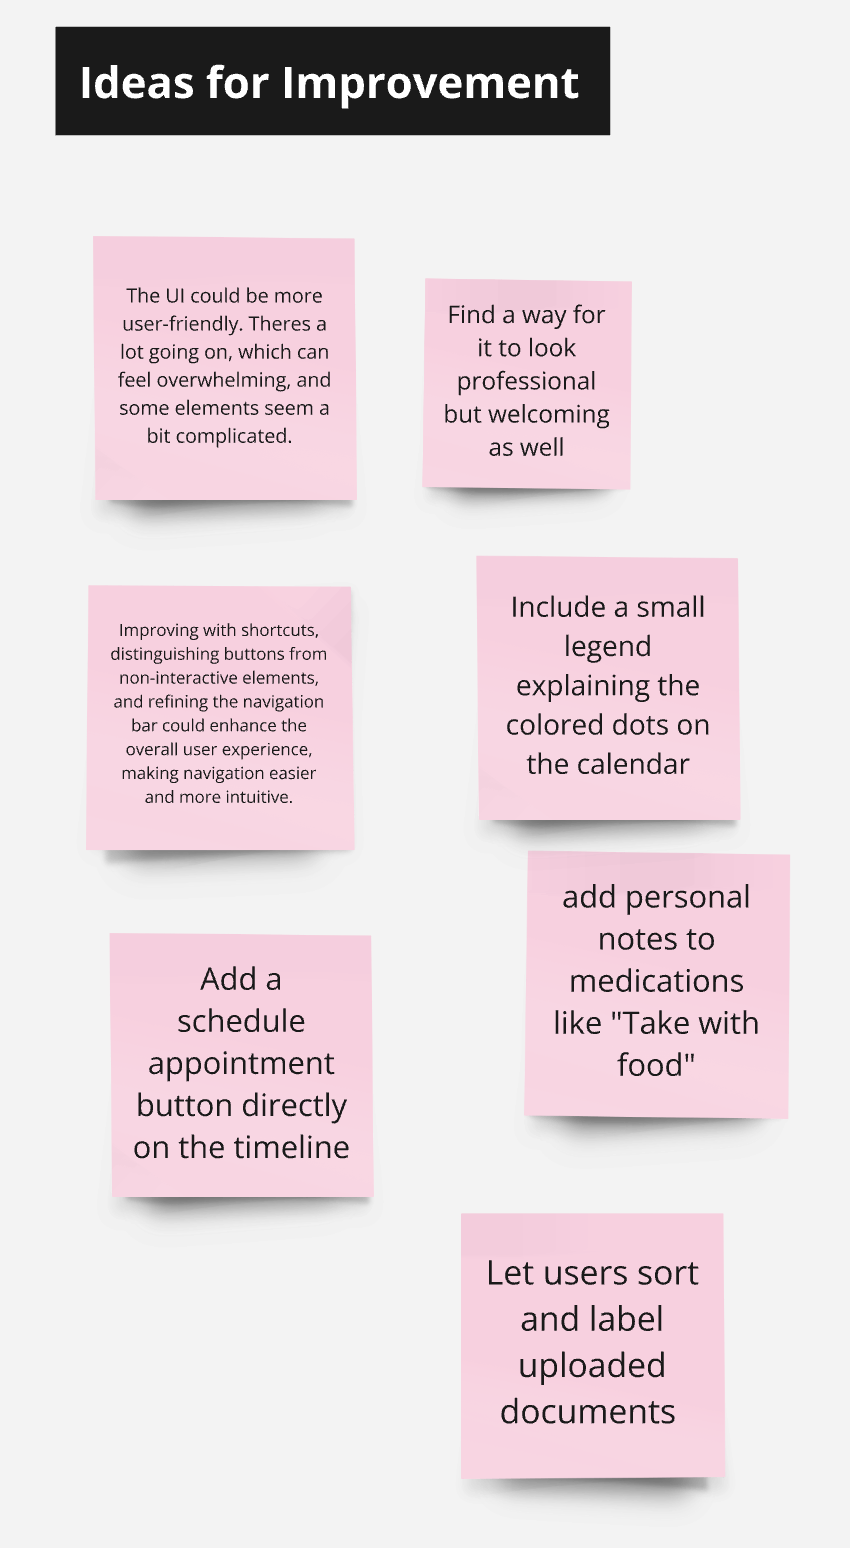 Ideas for Improvement
The UI could be more
user-friendly. Theres a
lot going on, which can
feel overwhelming, and
some elements seem a
bit complicated.
Find a way for
it to look
professional
but welcoming
as well
Improving with shortcuts,
distinguishing buttons from
non-interactive elements,
and refining the navigation
bar could enhance the
overall user experience,
making navigation easier
and more intuitive.
Include a small
legend
explaining the
colored dots on
the calendar
add personal
notes to
medications
like "Take with
food"
Add a
schedule
appointment
button directly
on the timeline
Let users sort
and label
uploaded
documents